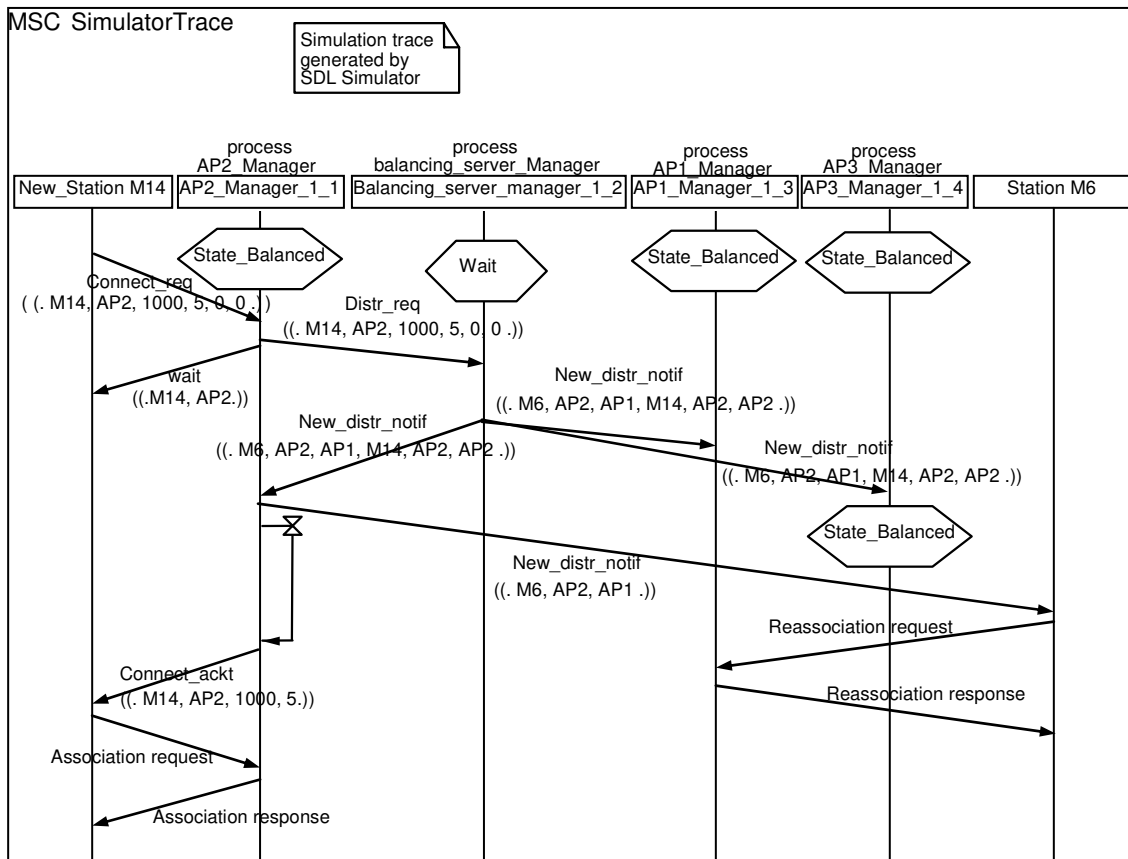 MSC SimulatorTrace
Simulation trace
generated by
SDL Simulator
process
AP2_Manager
process
balancing_server_Manager
process
AP1_Manager
process
AP3_Manager
New_Station M14
AP2_Manager_1_1
Balancing_server_manager_1_2
AP1_Manager_1_3
AP3_Manager_1_4
Station M6
State_Balanced
Wait
State_Balanced
State_Balanced
Connect_req
( (. M14, AP2, 1000, 5, 0, 0 .) )
Distr_req
((. M14, AP2, 1000, 5, 0, 0 .))
wait
((.M14, AP2.))
New_distr_notif
((. M6, AP2, AP1, M14, AP2, AP2 .))
New_distr_notif
((. M6, AP2, AP1, M14, AP2, AP2 .))
New_distr_notif
((. M6, AP2, AP1, M14, AP2, AP2 .))
State_Balanced
New_distr_notif
((. M6, AP2, AP1 .))
Reassociation request
Connect_ackt
((. M14, AP2, 1000, 5.))
Reassociation response
Association request
Association response